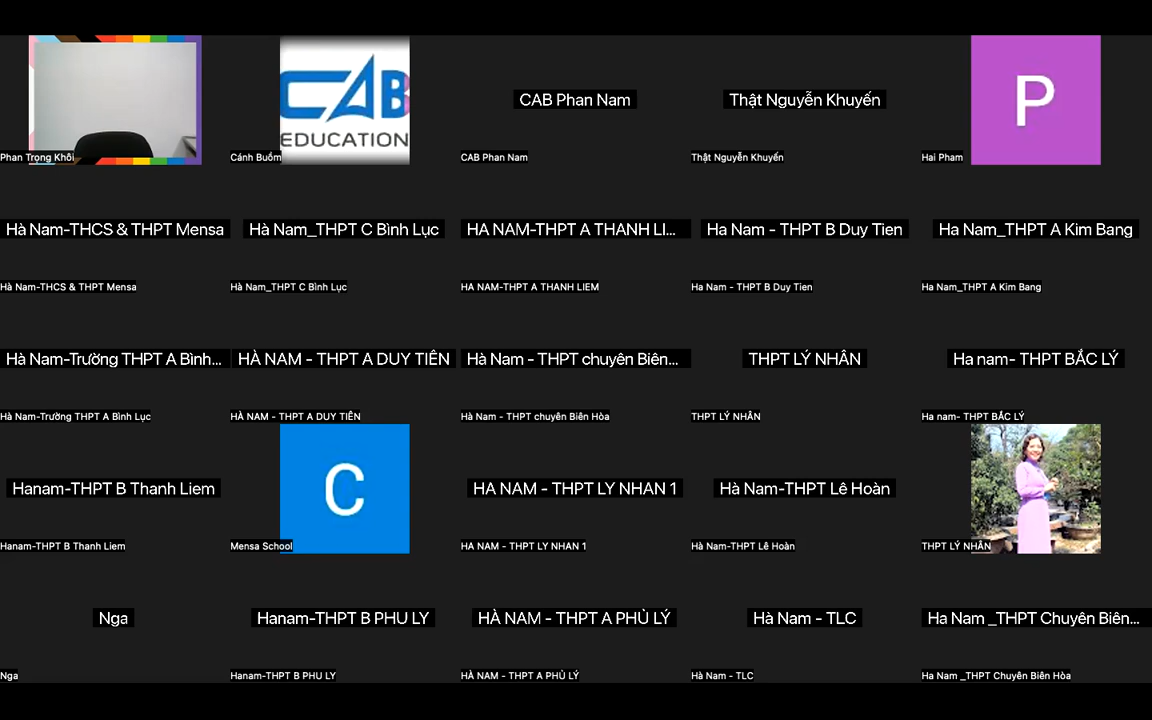 Phan Trọng Khôi
CAB
EDUCATION
Cánh Buồm
CAB Phan Nam
CAB Phan Nam
Thật Nguyễn Khuyến
Thật Nguyễn Khuyến
P
Hai Pham
Hà Nam-THCS & THPT Mensa
Hà Nam-THCS & THPT Mensa
Hà Nam_THPT C Bình Lục
Hà Nam_THPT C Bình Lục
HA NAM-THPT A THANH LI...
HA NAM-THPT A THANH LIEM
Ha Nam - THPT B Duy Tien
Ha Nam - THPT B Duy Tien
Ha Nam_THPT A Kim Bang
Ha Nam_THPT A Kim Bang
Hà Nam-Trường THPT A Bình...
Hà Nam-Trường THPT A Bình Lục
HÀ NAM - THPT A DUY TIÊN
HÀ NAM - THPT A DUY TIÊN
Hà Nam - THPT chuyên Biên...
Hà Nam - THPT chuyên Biên Hòa
THPT LÝ NHÂN
THPT LÝ NHÂN
Ha nam- THPT BẮC LÝ
Ha nam- THPT BẮC LÝ
Hanam-THPT B Thanh Liem
Hanam-THPT B Thanh Liem
C
Mensa School
HA NAM - THPT LY NHAN 1
HA NAM - THPT LY NHAN 1
Hà Nam-THPT Lê Hoàn
Hà Nam-THPT Lê Hoàn
THPT LÝ NHÂN
Nga
Nga
Hanam-THPT B PHU LY
Hanam-THPT B PHU LY
HÀ NAM - THPT A PHỦ LÝ
HÀ NAM - THPT A PHỦ LÝ
Hà Nam - TLC
Hà Nam - TLC
Ha Nam _THPT Chuyên Biên...
Ha Nam _THPT Chuyên Biên Hòa